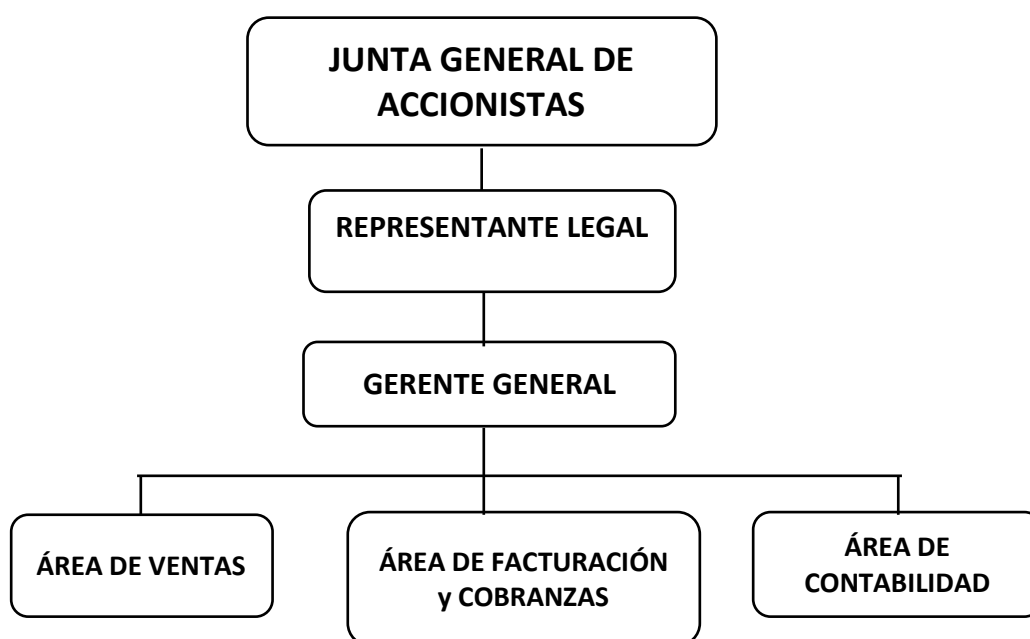 JUNTA GENERAL DE
ACCIONISTAS
REPRESENTANTE LEGAL
GERENTE GENERAL
ÁREA DE VENTAS
ÁREA DE FACTURACIÓN
y COBRANZAS
ÁREA DE
CONTABILIDAD